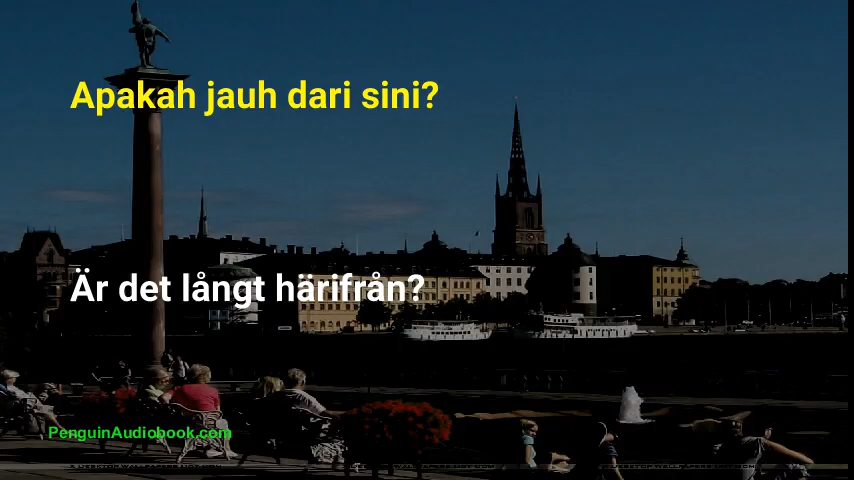 Apakah jauh dari sini?
Är det långt härifrån?
PenguinAudiobook.com